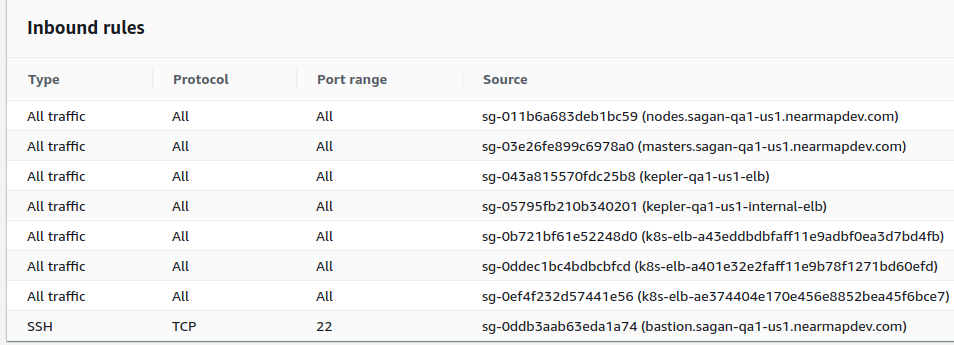 Inbound rules
Type Protocol Port range Source
All traffic All All sg-011b6a683deb1bc59 (nodes.sagan-qa1-us1.nearmapdev.com)
All traffic All All sg-03e26fe899c6978a0 (masters.sagan-qa1-us1.nearmapdev.com)
All traffic All All sg-043a815570fdc25b8 (kepler-qa1-us1-elb)
All traffic All All sg-05795fb210b340201 (kepler-qa1-us1-internal-elb)
All traffic All All sg-0b721bf61e52248d0 (k8s-elb-a43eddbdbfaff11e9adbf0ea3d7bd4fb)
All traffic All All sg-0ddec1bc4bdbcbfcd (k8s-elb-a401e32e2faff11e9b78f1271bd60efd)
All traffic All All sg-0ef4f232d57441e56 (k8s-elb-ae374404e170e456e8852bea45f6bce7)
SSH TCP 22 sg-0ddb3aab63eda1a74 (bastion.sagan-qa1-us1.nearmapdev.com)